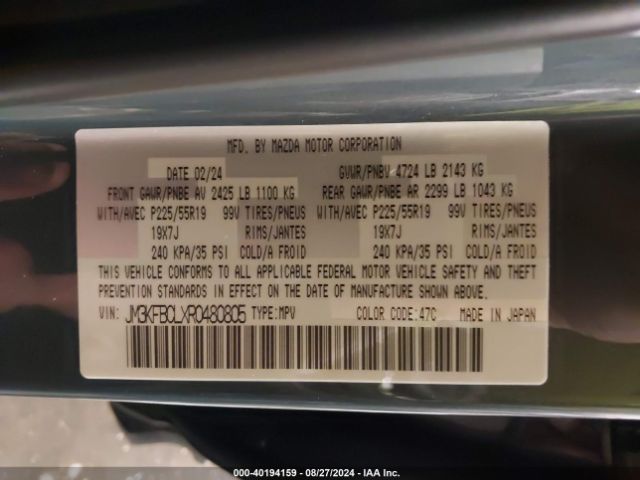 MFD. BY MAZDA MOTOR CORPORATION
DATE 02/24 GVWR/PNBV 4724 LB 2143 KG
FRONT GAWR/PNBE AV 2425 LB 1100 KG REAR GAWR/PNBE AR 2299 LB 1043 KG
WITH/AVEC P225/55R19 99V TIRES/PNEUS WITH/AVEC P225/55R19 99V TIRES/PNEUS
19X7J RIMS/JANTES 19X7J RIMS/JANTES
240 KPA/35 PSI COLD/A FROID 240 KPA/35 PSI COLD/A FROID
THIS VEHICLE CONFORMS TO ALL APPLICABLE FEDERAL MOTOR VEHICLE SAFETY AND THEFT
PREVENTION STANDARDS IN EFFECT ON THE DATE OF MANUFACTURE SHOWN ABOVE.
VIN: JM3KFBCLXR0480805 TYPE:MPV COLOR CODE:47C MADE IN JAPAN
000-40194159 - 08/27/2024 - IAA Inc.